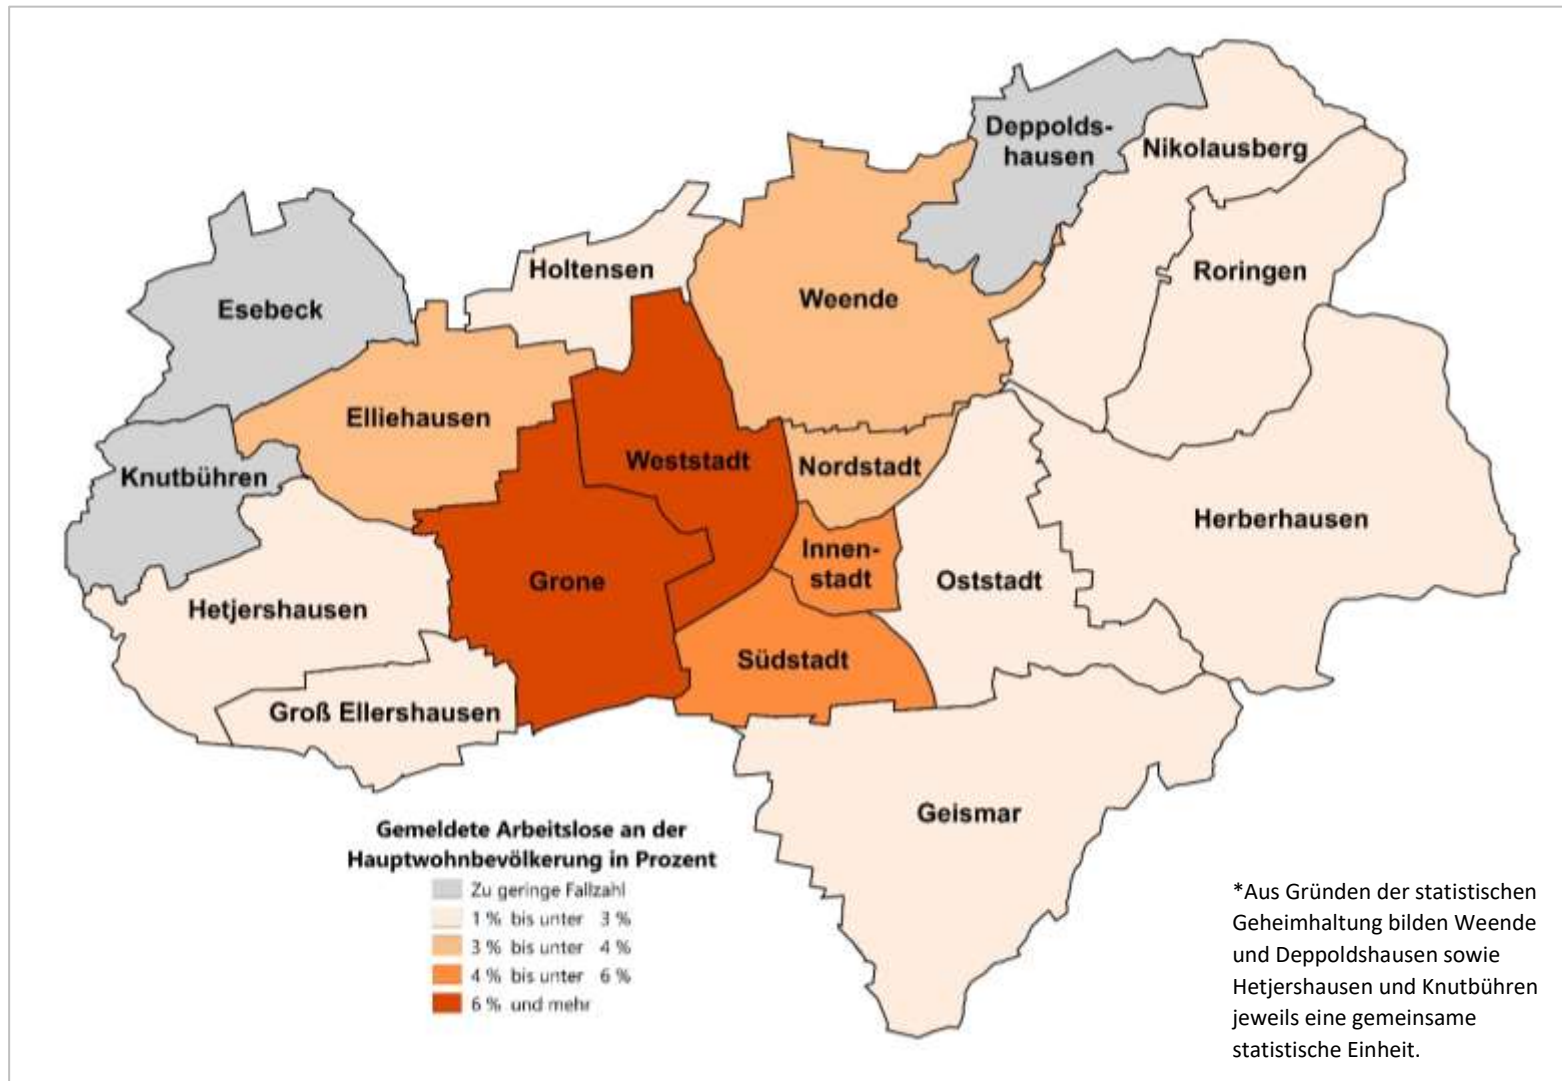 Deppolds-
hausen
Nikolausberg
Holtensen
Roringen
Esebeck
Weende
Elliehausen
Knutbühren
Weststadt
Nordstadt
Herberhausen
Innen-
stadt
Grone
Oststadt
Hetjershausen
Südstadt
Groß Ellershausen
Geismar
Gemeldete Arbeitslose an der
Hauptwohnbevölkerung in Prozent
Zu geringe Fallzahl
1 % bis unter 3 %
3 % bis unter 4 %
4 % bis unter 6 %
6 % und mehr
*Aus Gründen der statistischen
Geheimhaltung bilden Weende
und Deppoldshausen sowie
Hetjershausen und Knutbühren
jeweils eine gemeinsame
statistische Einheit.